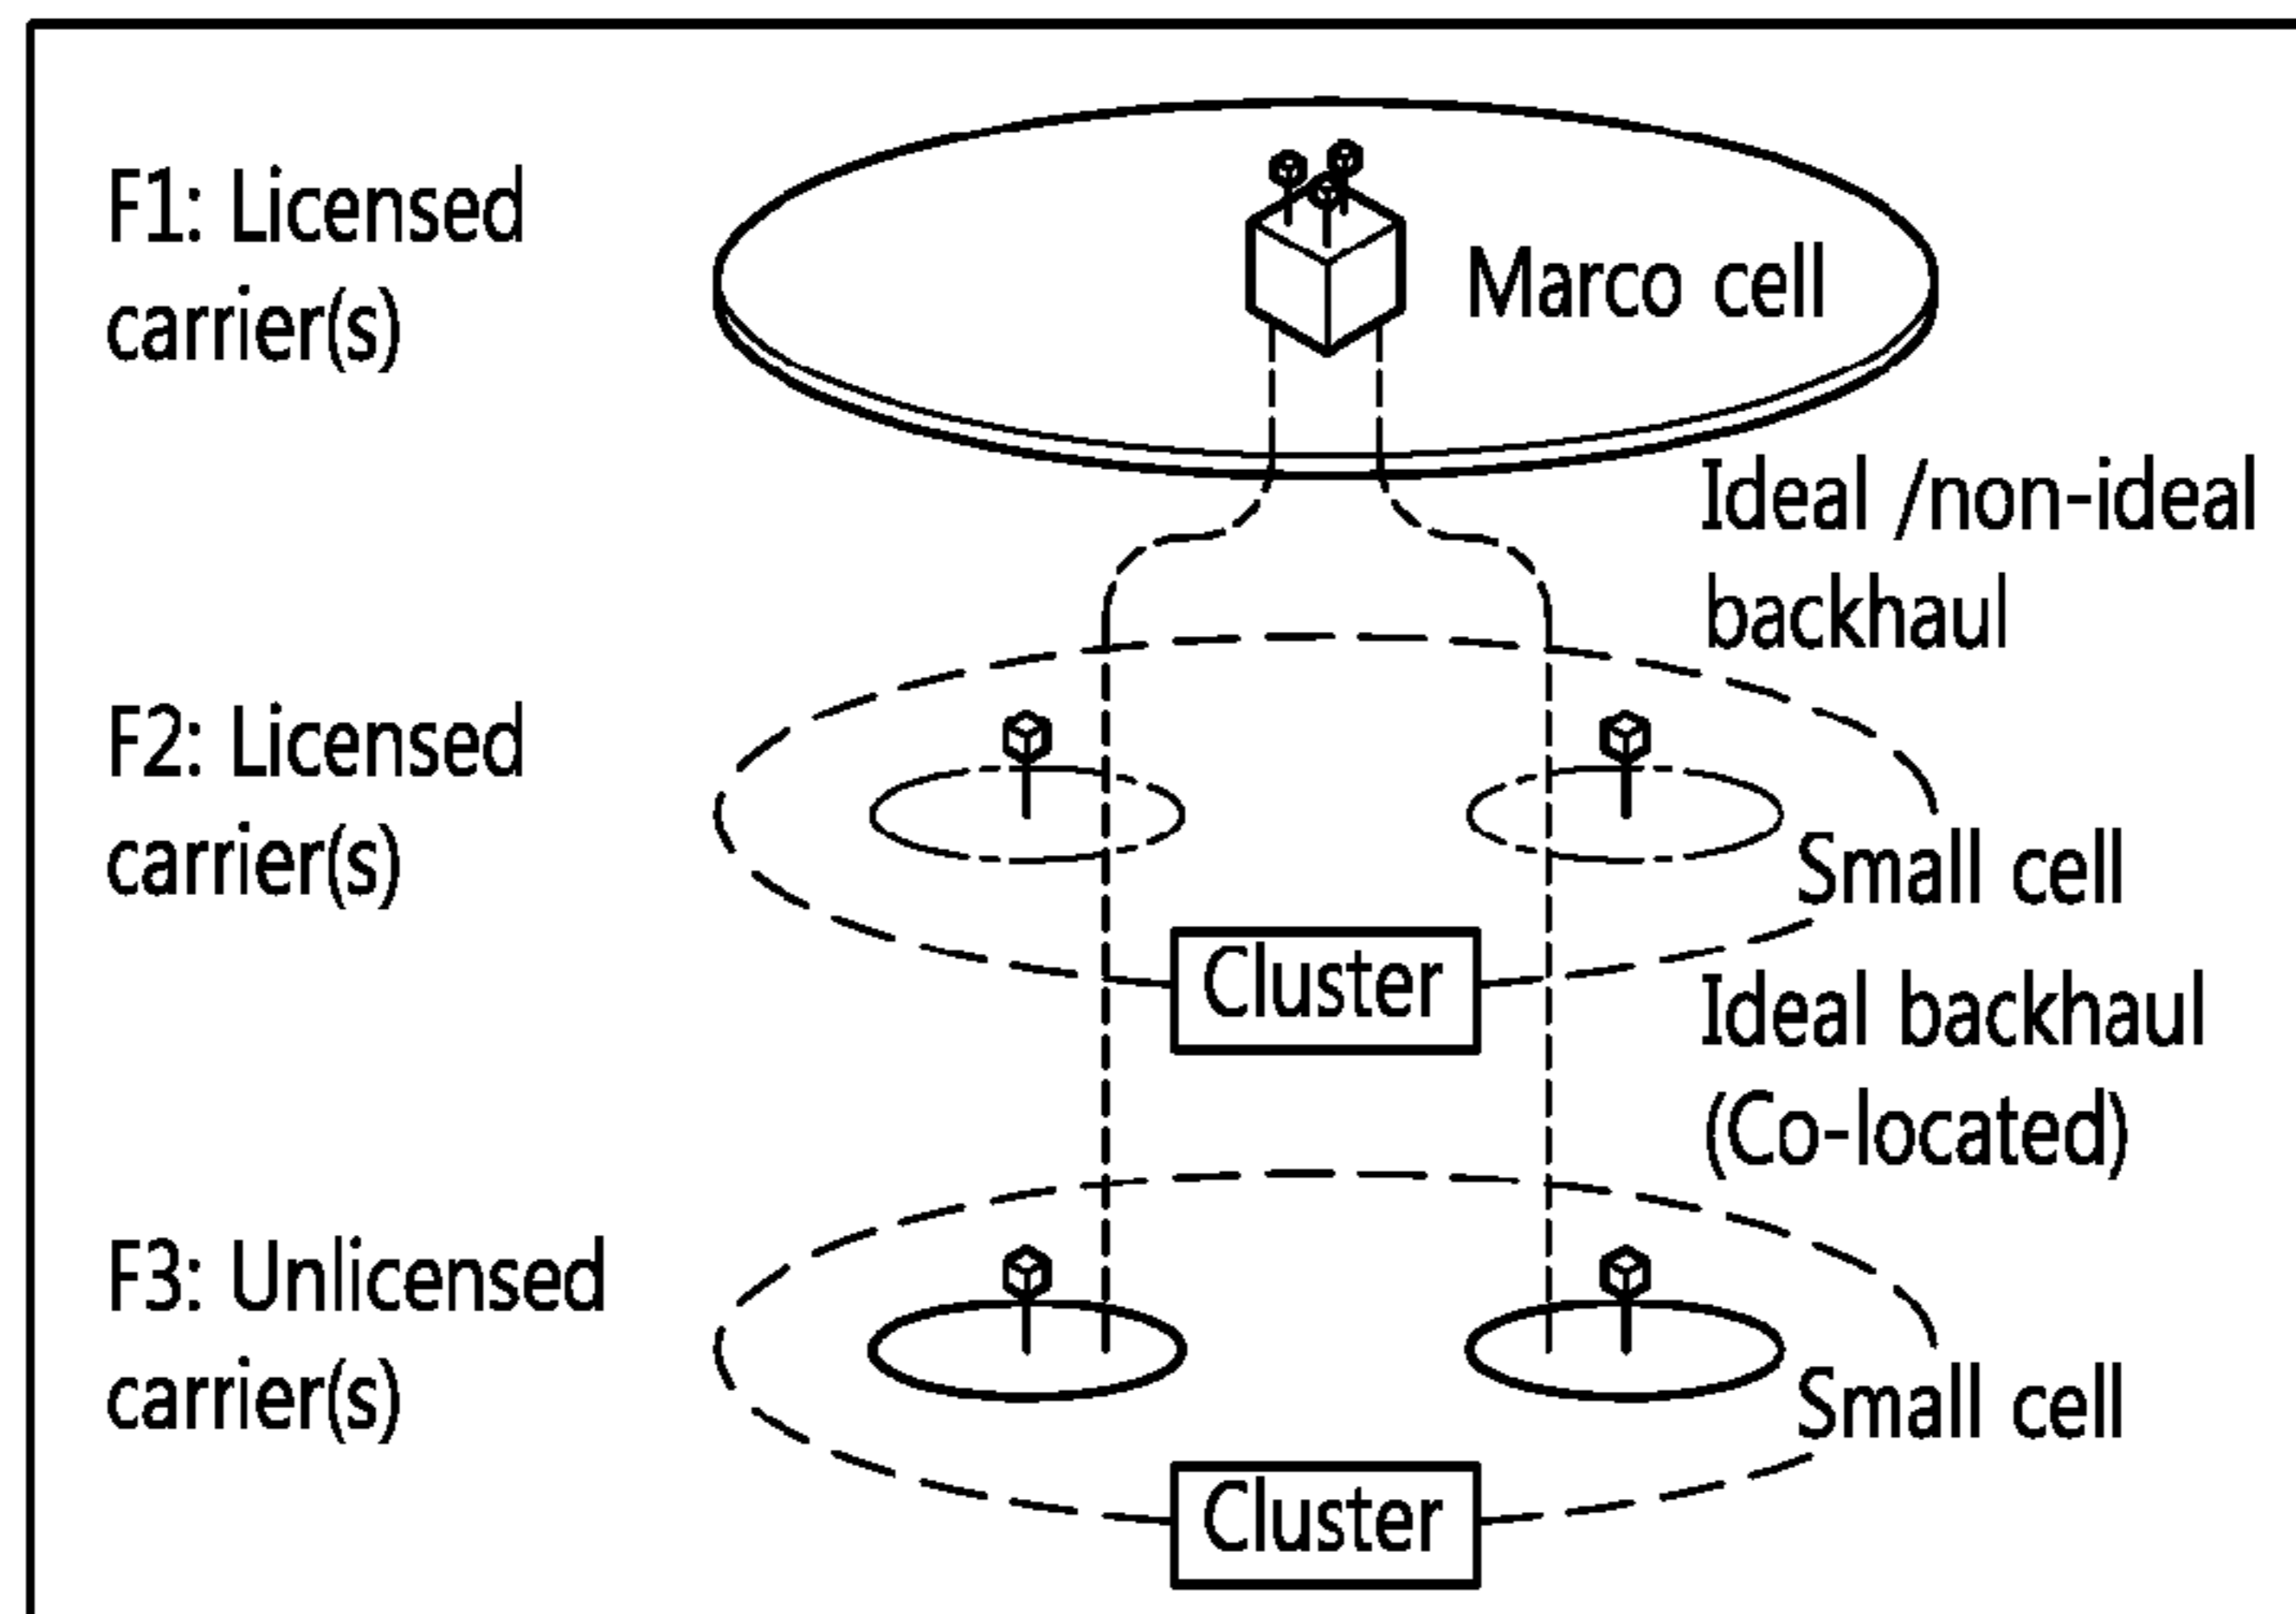 F1: Licensed
carrier(s)
Marco cell
Ideal /non-ideal
backhaul
F2: Licensed
carrier(s)
Small cell
Cluster
Ideal backhaul
(Co-located)
F3: Unlicensed
carrier(s)
Small cell
Cluster